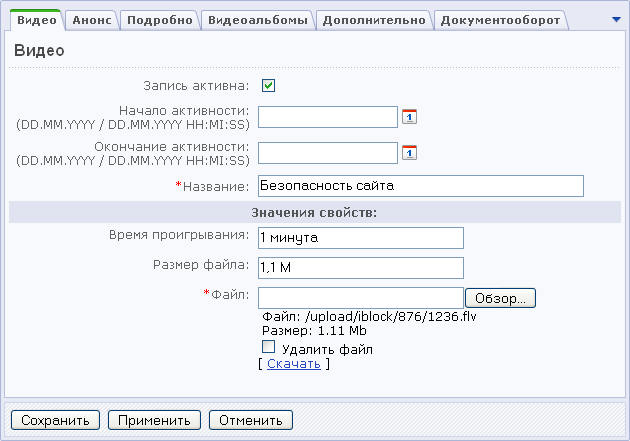 Видео Анонс Подробно Видеоальбомы Дополнительно Документооборот
Видео
Запись активна:
Начало активности:
(DD.MM.YYYY / DD.MM.YYYY HH:MI:SS)
1
Окончание активности:
(DD.MM.YYYY / DD.MM.YYYY HH:MI:SS)
1
*Название: Безопасность сайта
Значения свойств:
Время проигрывания: 1 минута
Размер файла: 1,1 М
*Файл: Обзор...
Файл: /upload/iblock/876/1236.flv
Размер: 1.11 Mb
Удалить файл
[ Скачать ]
Сохранить Применить Отменить